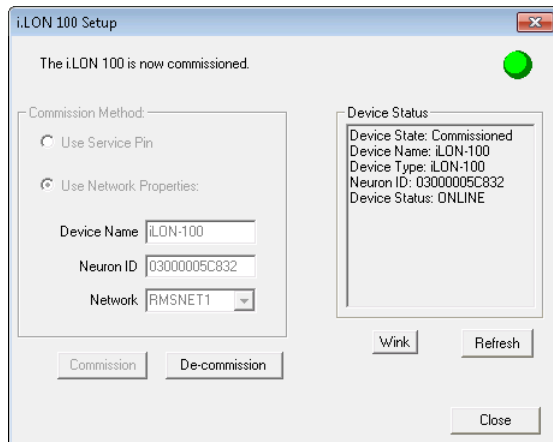 i.LON 100 Setup
The i.LON 100 is now commissioned.
Commission Method:
Use Service Pin
Use Network Properties:
Device Name iLON-100
Neuron ID 03000005C832
Network RMSNET1
Commission De-commission
Device Status
Device State: Commissioned
Device Name: iLON-100
Device Type: iLON-100
Neuron ID: 03000005C832
Device Status: ONLINE
Wink Refresh
Close